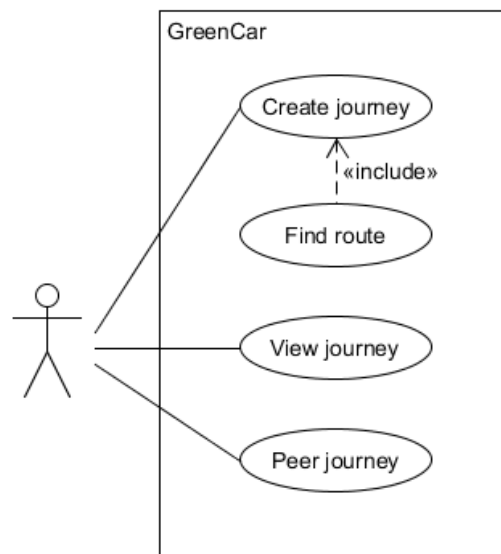 GreenCar
Create journey
«include»
Find route
View journey
Peer journey